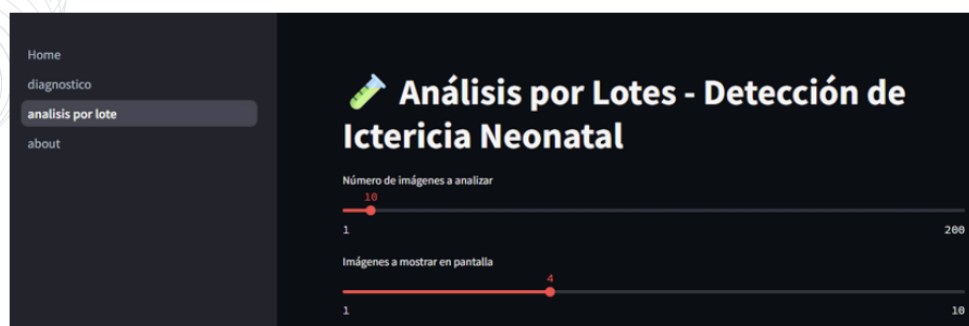 Home
diagnostico
analisis por lote
about
Análisis por Lotes - Detección de
Ictericia Neonatal
Número de imágenes a analizar
10
1 200
Imágenes a mostrar en pantalla
4
1 10